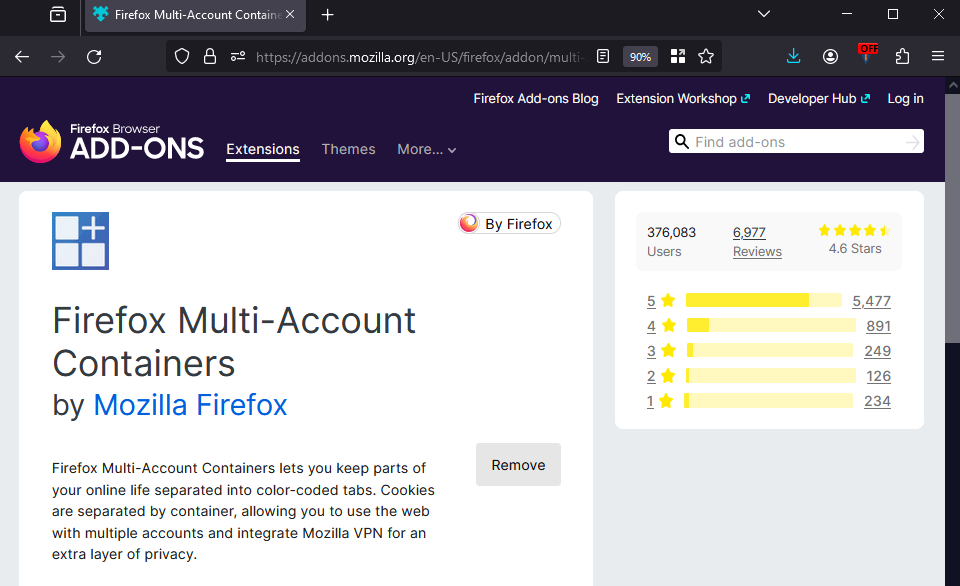 Firefox Multi-Account Containe
https://addons.mozilla.org/en-US/firefox/addon/multi-
90%
OFF
Firefox Add-ons Blog
Extension Workshop
Developer Hub
Log in
Firefox Browser
ADD-ONS
Extensions
Themes
More...
Find add-ons
By Firefox
Firefox Multi-Account
Containers
by Mozilla Firefox
Firefox Multi-Account Containers lets you keep parts of
your online life separated into color-coded tabs. Cookies
are separated by container, allowing you to use the web
with multiple accounts and integrate Mozilla VPN for an
extra layer of privacy.
Remove
376,083
Users
6,977
Reviews
4.6 Stars
5 5,477
4 891
3 249
2 126
1 234